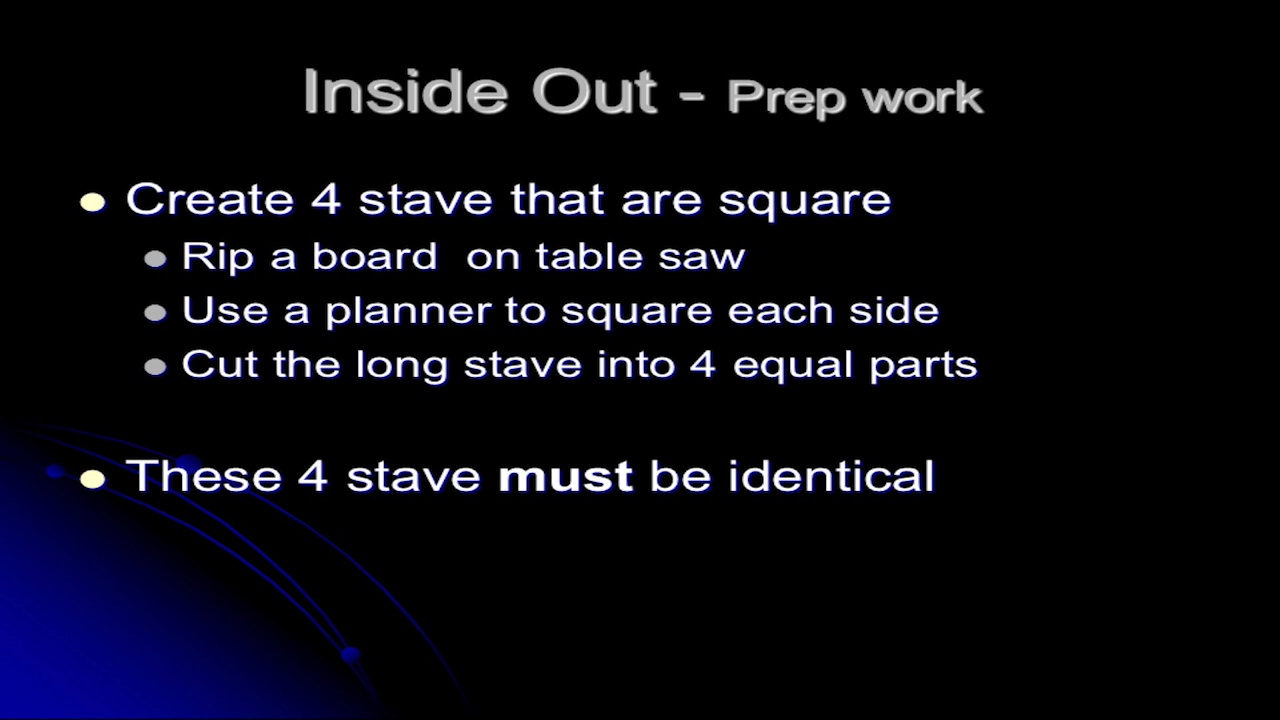 Inside Out - Prep work
Create 4 stave that are square
Rip a board on table saw
Use a planner to square each side
Cut the long stave into 4 equal parts
These 4 stave must be identical